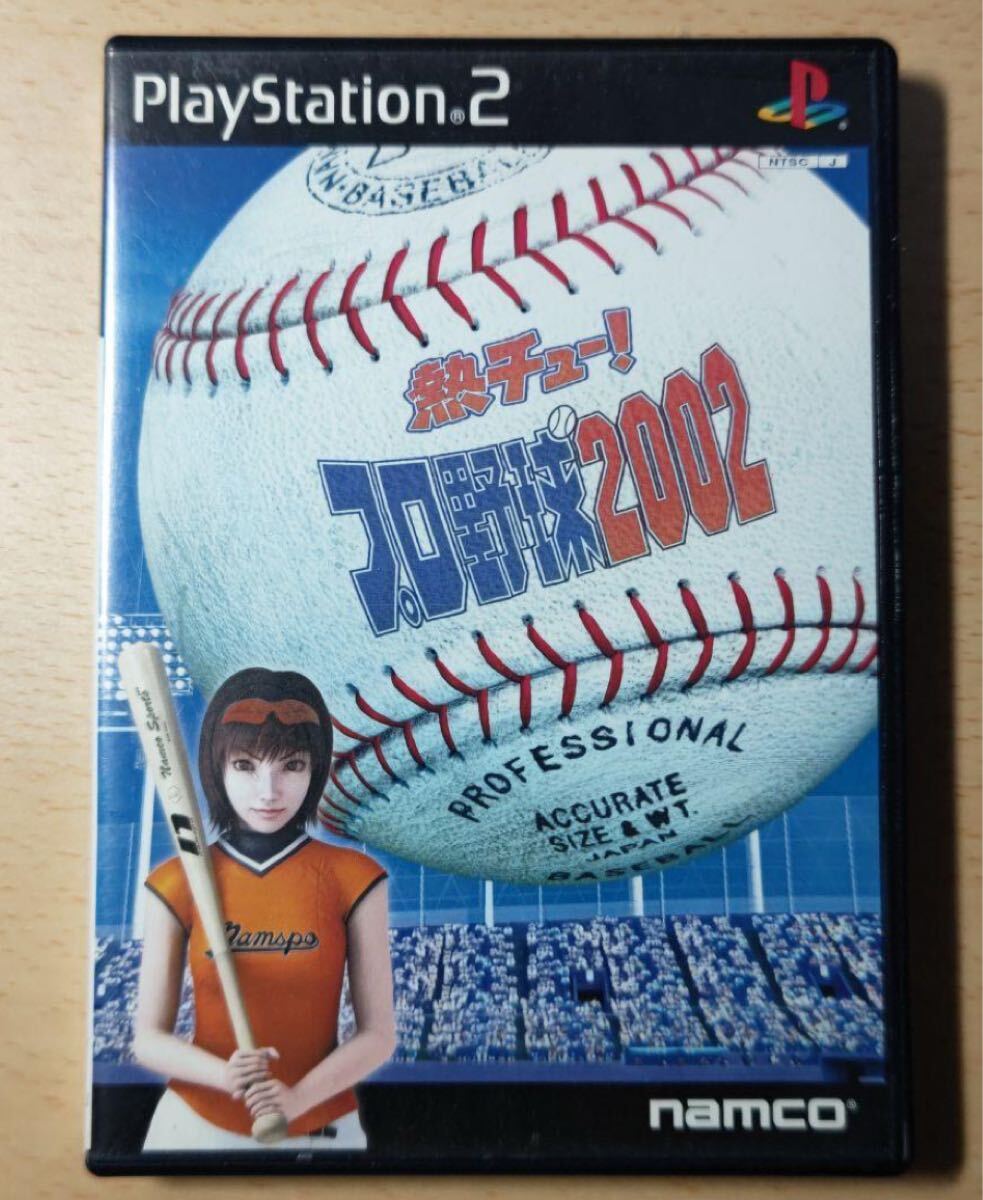 PlayStation®2
NTSC J
BASEBALL
熱チュー!
プロ野球2002
PROFESSIONAL
ACCURATE
SIZE & WT.
JAPAN
BASEBALL
Namco Sports
n
Namspo
namco®